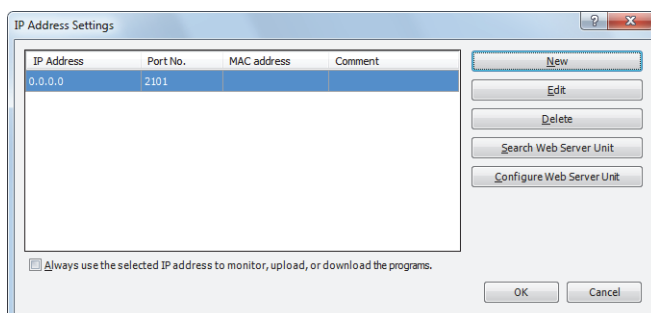 IP Address Settings
IP Address Port No. MAC address Comment
0.0.0.0 2101
New
Edit
Delete
Search Web Server Unit
Configure Web Server Unit
Always use the selected IP address to monitor, upload, or download the programs.
OK Cancel